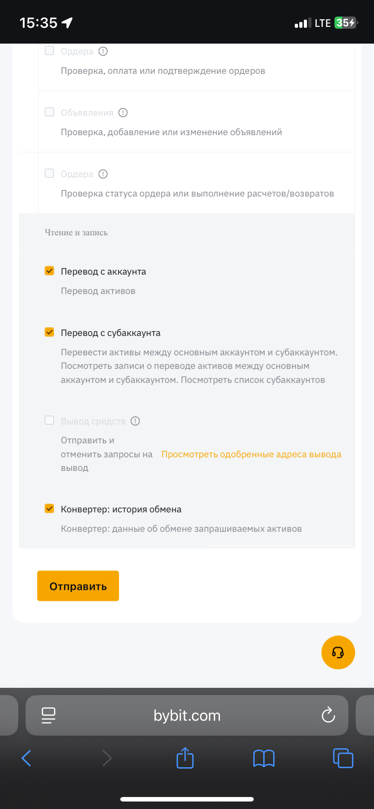 15:35
LTE
35
Ордера
Проверка, оплата или подтверждение ордеров
Объявления
Проверка, добавление или изменение объявлений
Ордера
Проверка статуса ордера или выполнение расчетов/возвратов
Чтение и запись
Перевод с аккаунта
Перевод активов
Перевод с субаккаунта
Перевести активы между основным аккаунтом и субаккаунтом.
Посмотреть записи о переводе активов между основным
аккаунтом и субаккаунтом. Посмотреть список субаккаунтов
Вывод средств
Отправить и
отменить запросы на
вывод
Просмотреть одобренные адреса вывода
Конвертер: история обмена
Конвертер: данные об обмене запрашиваемых активов
Отправить
bybit.com